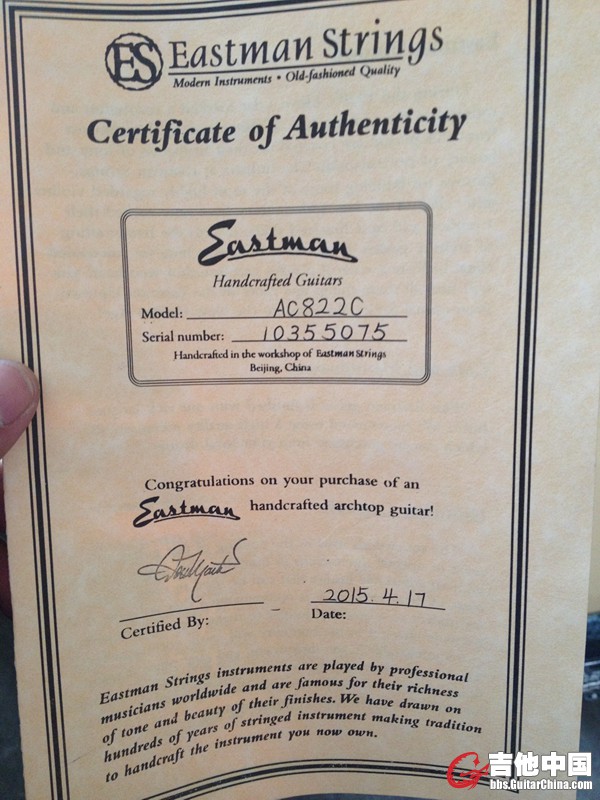 ES Eastman Strings
Modern Instruments • Old-fashioned Quality
Certificate of Authenticity
Eastman
Handcrafted Guitars
Model: AC822C
Serial number: 10355075
Handcrafted in the workshop of Eastman Strings
Beijing, China
Congratulations on your purchase of an
Eastman handcrafted archtop guitar!
2015.4.17
Certified By:
Date:
Eastman Strings instruments are played by professional
musicians worldwide and are famous for their richness
of tone and beauty of their finishes. We have drawn on
hundreds of years of stringed instrument making tradition
to handcraft the instrument you now own.
吉他中国
bbs.GuitarChina.com